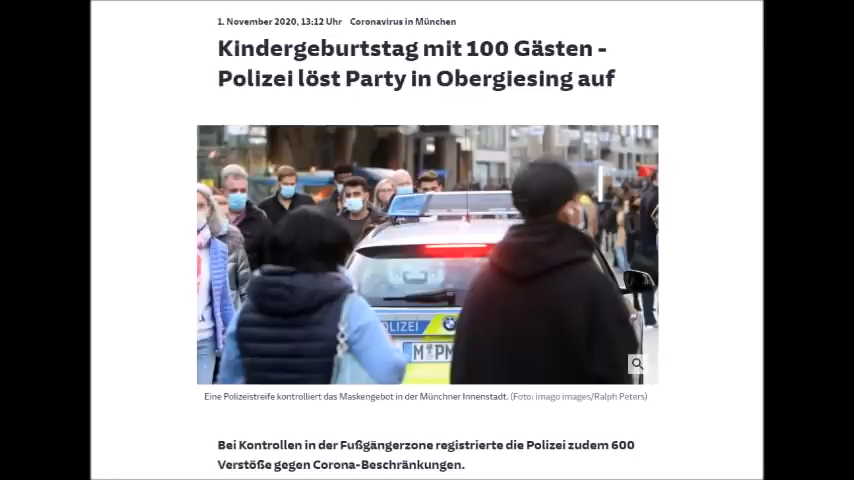 1. November 2020, 13:12 Uhr Coronavirus in München
Kindergeburtstag mit 100 Gästen -
Polizei löst Party in Obergiesing auf
OLIZEI
M PM
Eine Polizeistreife kontrolliert das Maskengebot in der Münchner Innenstadt. (Foto: imago images/Ralph Peters)
Bei Kontrollen in der Fußgängerzone registrierte die Polizei zudem 600
Verstöße gegen Corona-Beschränkungen.